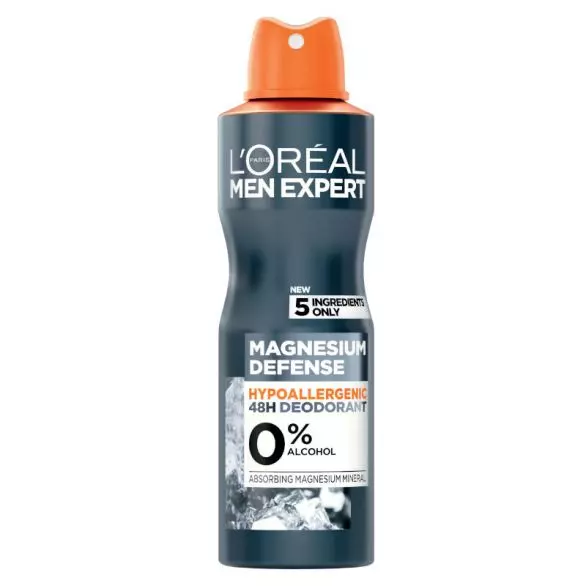 L'ORÉAL
PARIS
MEN EXPERT
NEW
5 INGREDIENTS
ONLY
MAGNESIUM
DEFENSE
HYPOALLERGENIC
48H DEODORANT
0%
ALCOHOL
ABSORBING MAGNESIUM MINERAL